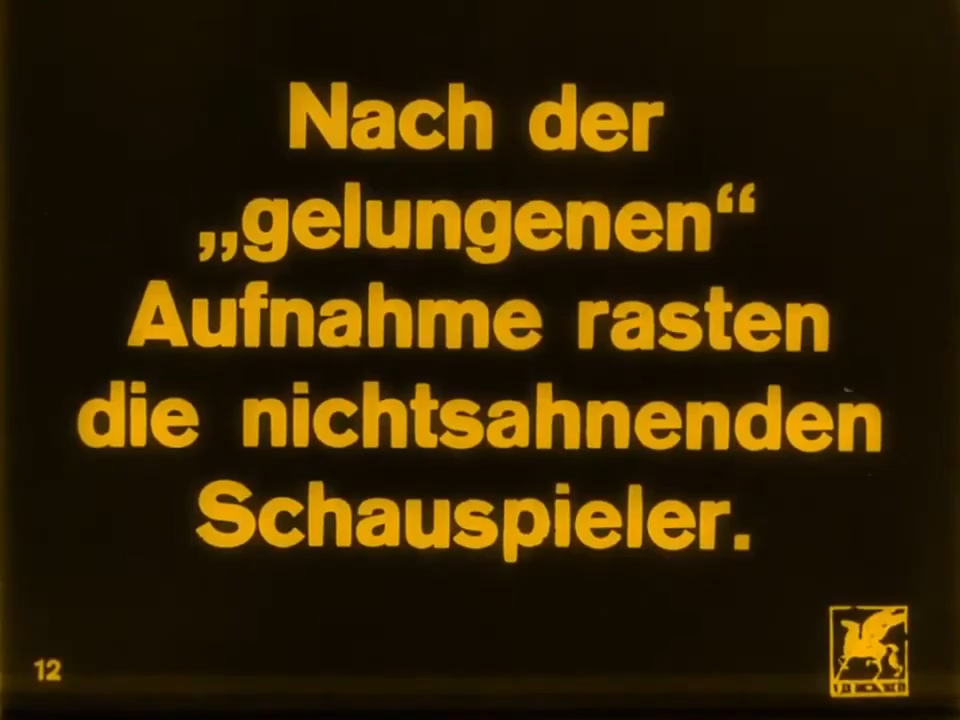 Nach der
„gelungenen“
Aufnahme rasten
die nichtsahnenden
Schauspieler.
12